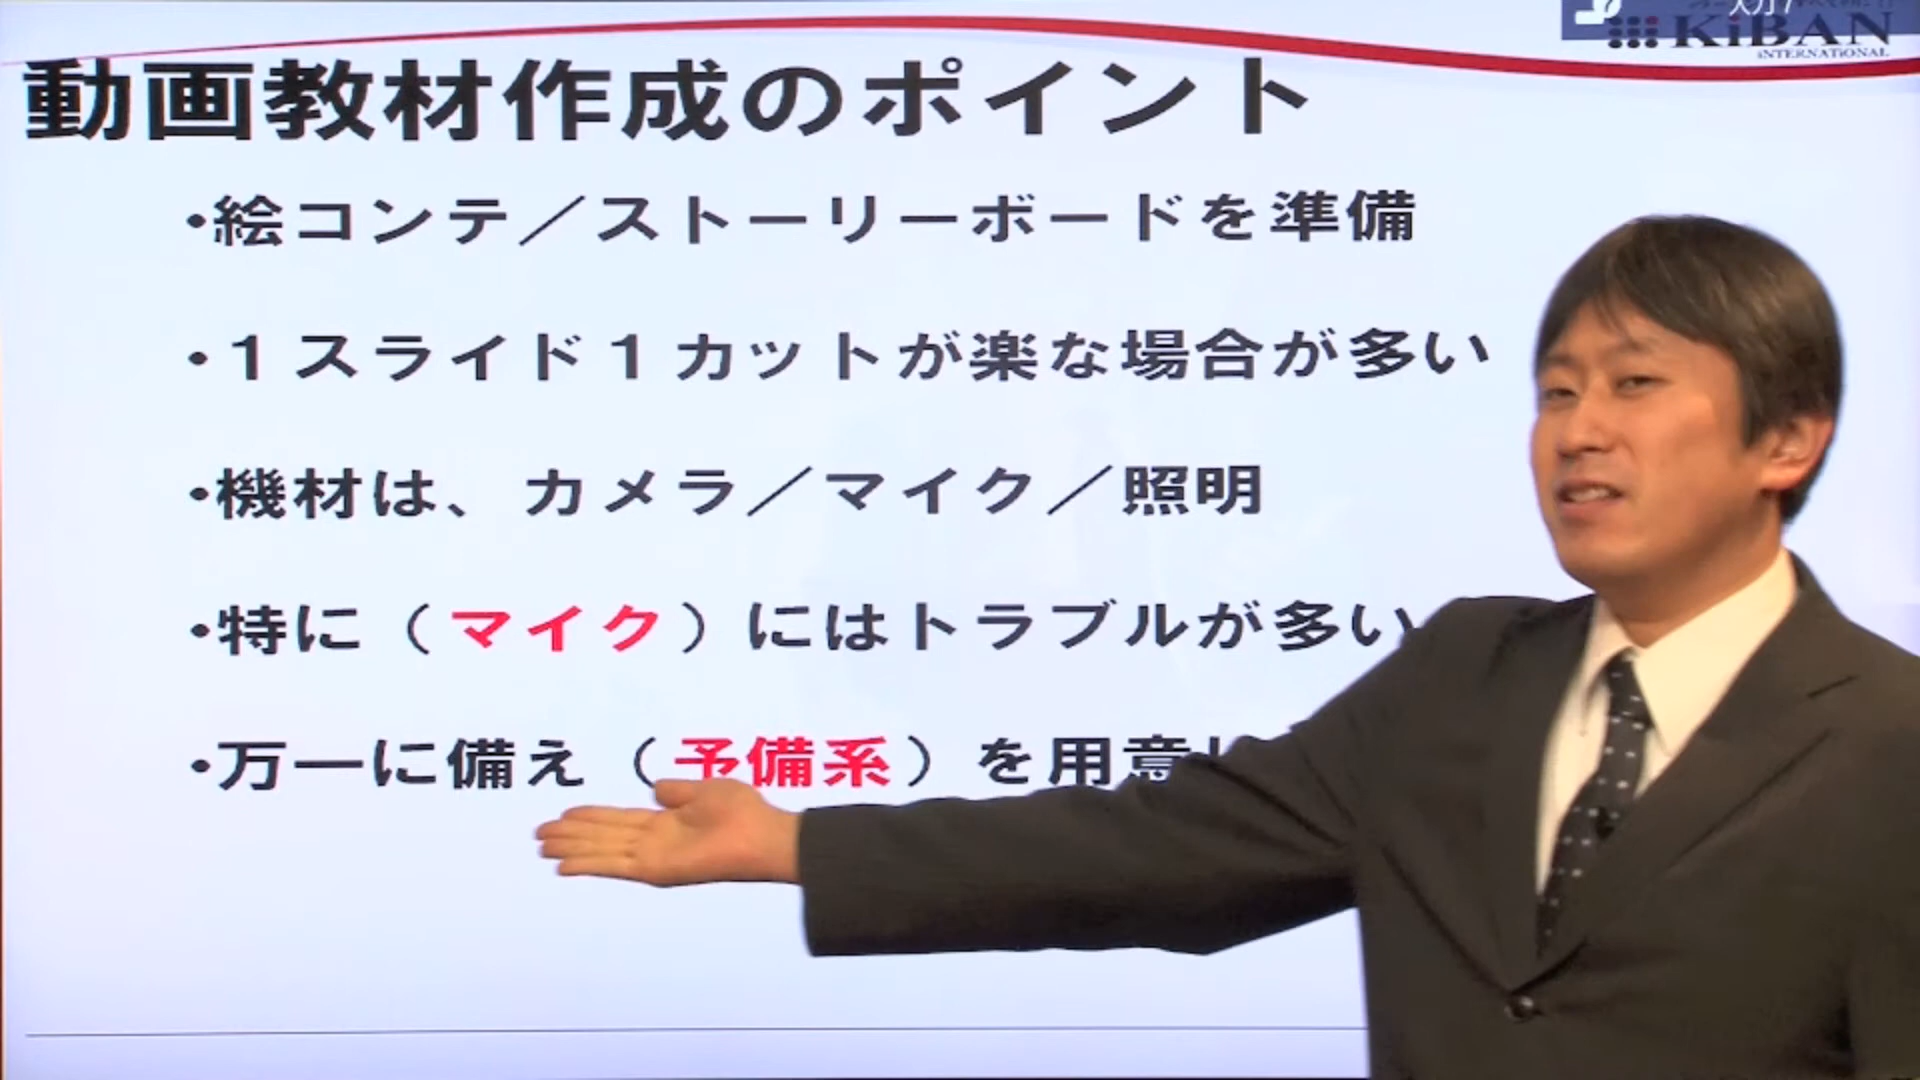 KiBAN
iNTERNATiONAL
動画教材作成のポイント
・絵コンテ／ストーリーボードを準備
・１スライド１カットが楽な場合が多い
・機材は、カメラ／マイク／照明
・特に（マイク）にはトラブルが多い
・万一に備え（予備系）を用意